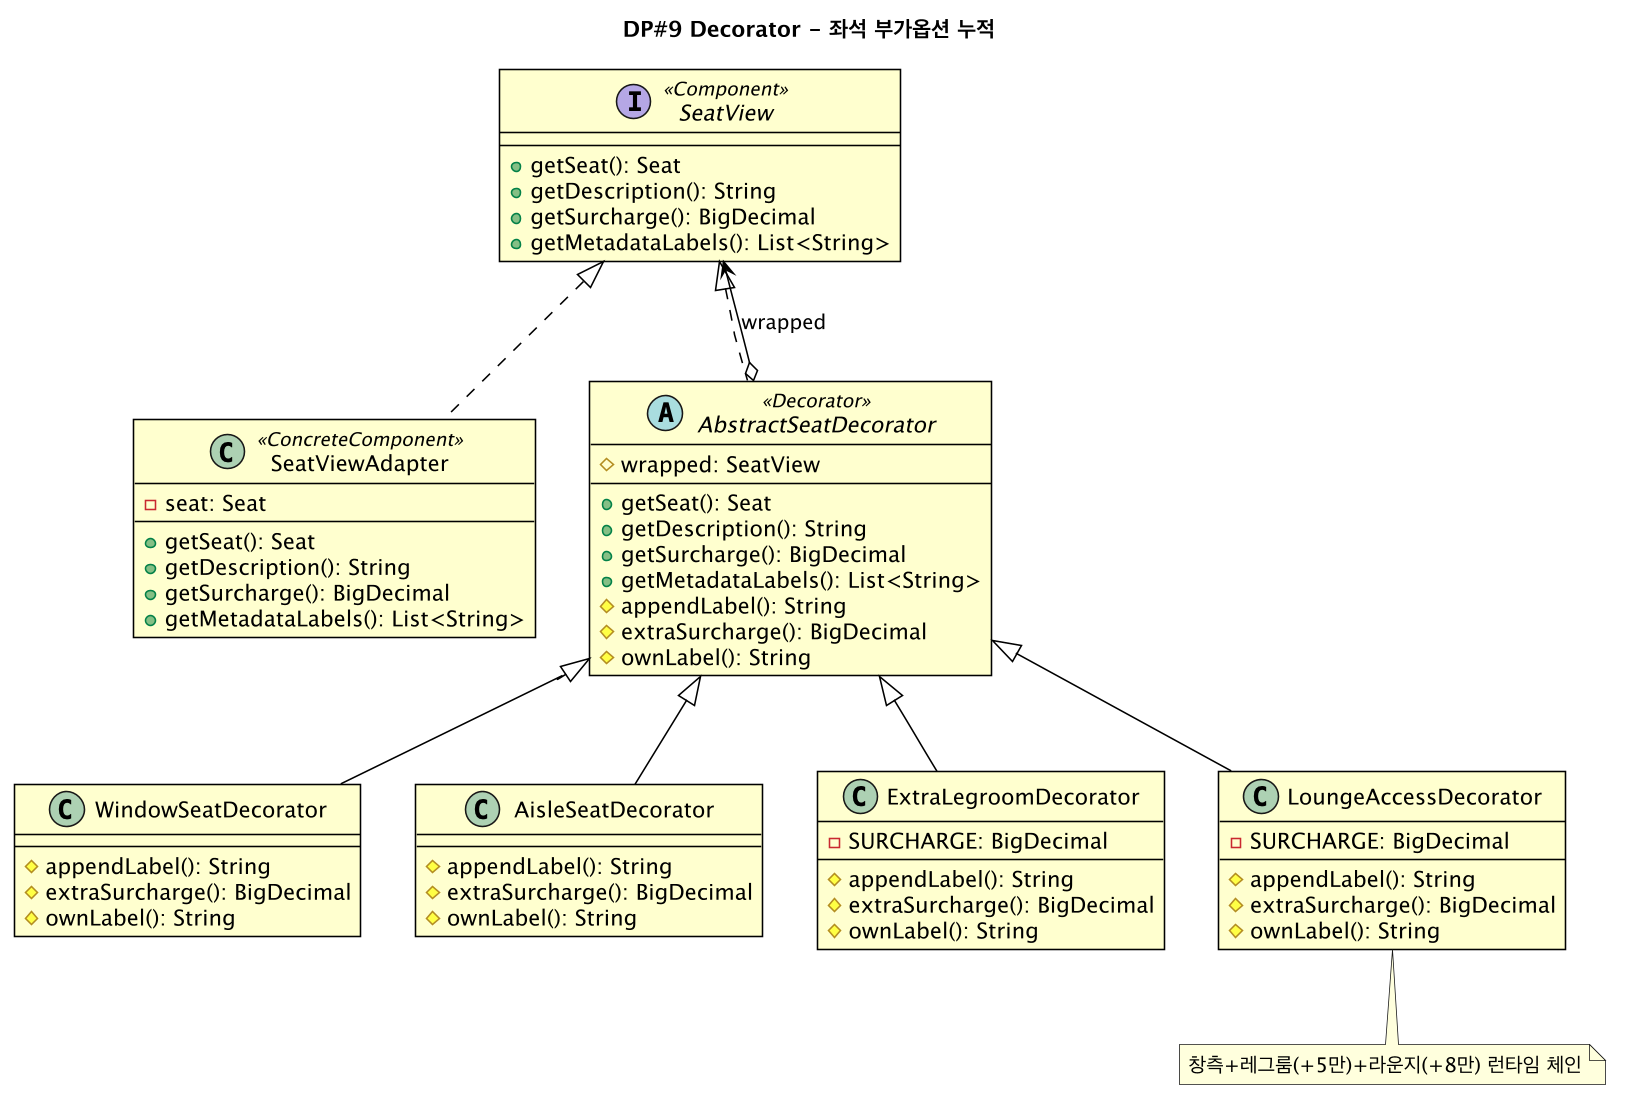 DP#9 Decorator - 좌석 부가옵션 누적
I
«Component»
SeatView
getSeat(): Seat
getDescription(): String
getSurcharge(): BigDecimal
getMetadataLabels(): List<String>
wrapped
C
«ConcreteComponent»
SeatViewAdapter
seat: Seat
getSeat(): Seat
getDescription(): String
getSurcharge(): BigDecimal
getMetadataLabels(): List<String>
A
«Decorator»
AbstractSeatDecorator
wrapped: SeatView
getSeat(): Seat
getDescription(): String
getSurcharge(): BigDecimal
getMetadataLabels(): List<String>
appendLabel(): String
extraSurcharge(): BigDecimal
ownLabel(): String
C WindowSeatDecorator
appendLabel(): String
extraSurcharge(): BigDecimal
ownLabel(): String
C AisleSeatDecorator
appendLabel(): String
extraSurcharge(): BigDecimal
ownLabel(): String
C ExtraLegroomDecorator
SURCHARGE: BigDecimal
appendLabel(): String
extraSurcharge(): BigDecimal
ownLabel(): String
C LoungeAccessDecorator
SURCHARGE: BigDecimal
appendLabel(): String
extraSurcharge(): BigDecimal
ownLabel(): String
창측+레그룸(+5만)+라운지(+8만) 런타임 체인